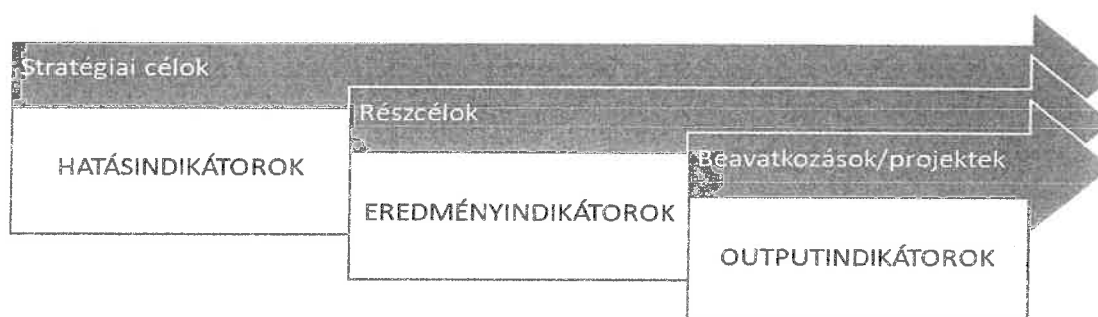 Stratégiai célok
HATÁSINDIKÁTOROK
Részcélok
EREDMÉNYINDIKÁTOROK
Beavatkozások/projektek
OUTPUTINDIKÁTOROK